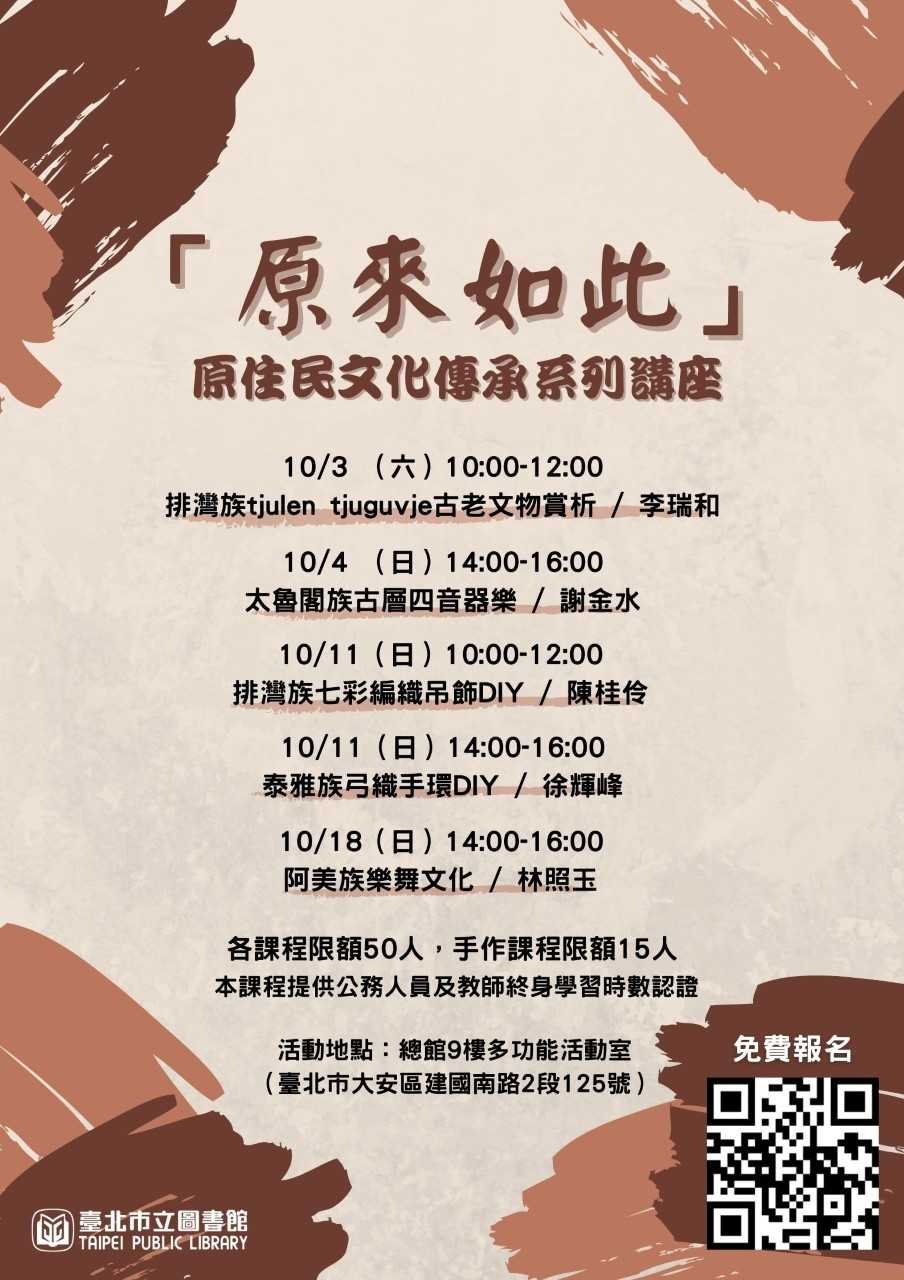 「原來如此」
原住民文化傳承系列講座
10/3 （六）10:00-12:00
排灣族tjulen tjuguvje古老文物賞析 / 李瑞和
10/4 （日）14:00-16:00
太魯閣族古層四音器樂 / 謝金水
10/11（日）10:00-12:00
排灣族七彩編織吊飾DIY / 陳桂伶
10/11（日）14:00-16:00
泰雅族弓織手環DIY / 徐輝峰
10/18（日）14:00-16:00
阿美族樂舞文化 / 林照玉
各課程限額50人，手作課程限額15人
本課程提供公務人員及教師終身學習時數認證
活動地點：總館9樓多功能活動室
（臺北市大安區建國南路2段125號）
免費報名
臺北市立圖書館
TAIPEI PUBLIC LIBRARY